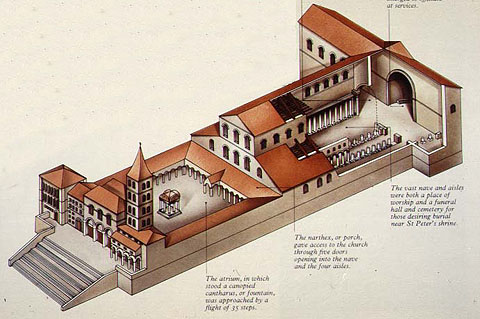 at services.
The vast nave and aisles
were both a place of
worship and a funeral
hall and cemetery for
those desiring burial
near St Peter's shrine.
The narthex, or porch,
gave access to the church
through five doors
opening into the nave
and the four aisles.
The atrium, in which
stood a canopied
cantharus, or fountain,
was approached by a
flight of 35 steps.